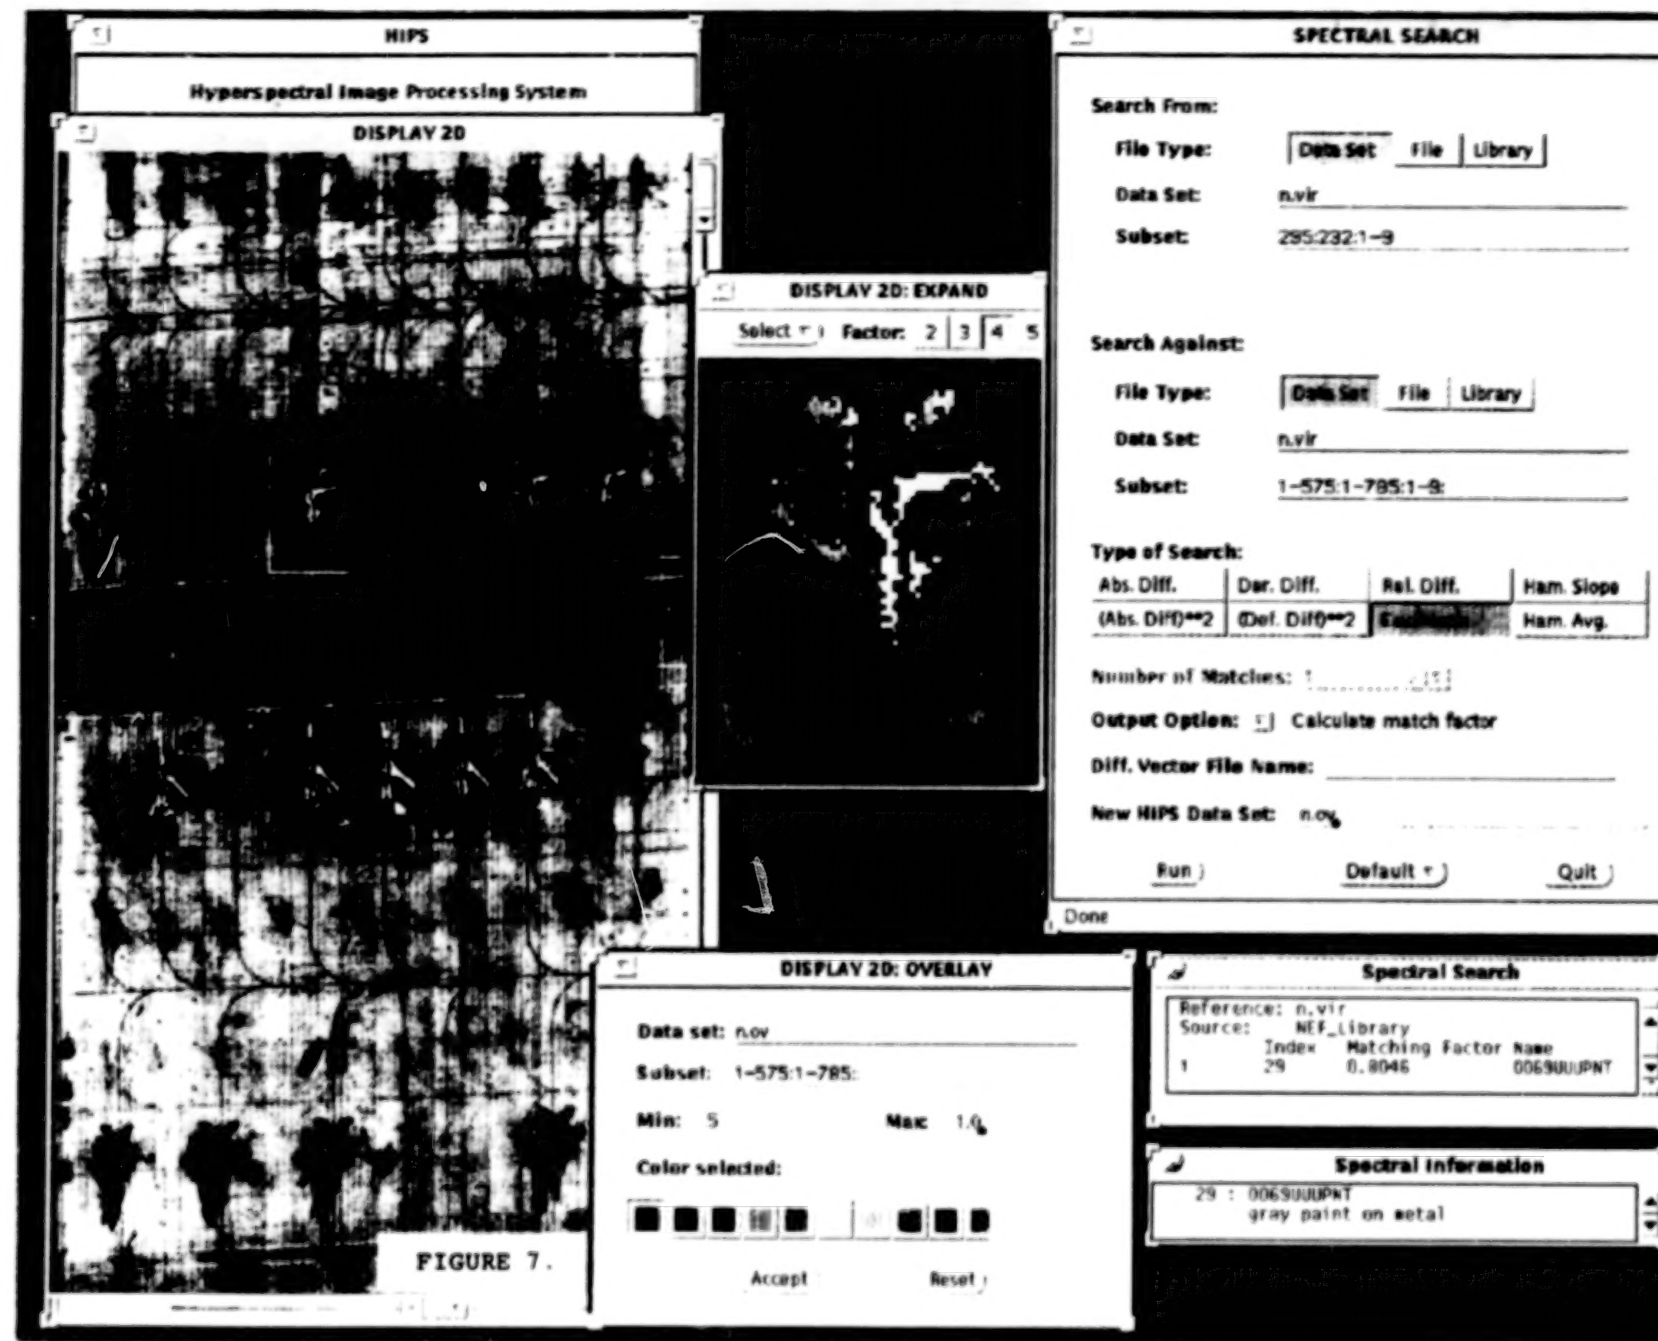 HIPS
Hyperspectral Image Processing System
DISPLAY 2D
FIGURE 7.
DISPLAY 2D: EXPAND
Select Factor: 2 3 4 5
SPECTRAL SEARCH
Search From:
File Type: Data Set File Library
Data Set: n.vir
Subset: 295:232:1-9
Search Against:
File Type: Data Set File Library
Data Set: n.vir
Subset: 1-575:1-785:1-9:
Type of Search:
Abs. Diff. Der. Diff. Rel. Diff. Ham. Slope
(Abs. Diff)**2 (Def. Diff)**2 Ham. Avg.
Number of Matches: 1
Output Option: Calculate match factor
Diff. Vector File Name:
New HIPS Data Set: n.ov
Run Default Quit
Done
DISPLAY 2D: OVERLAY
Data set: n.ov
Subset: 1-575:1-785:
Min: 5 Max: 1.0
Color selected:
Accept Reset
Spectral Search
Reference: n.vir
Source: NEF_Library
Index Matching Factor Name
1 29 0.8046 0069UUUPNT
Spectral Information
29 : 0069UUUPNT
gray paint on metal